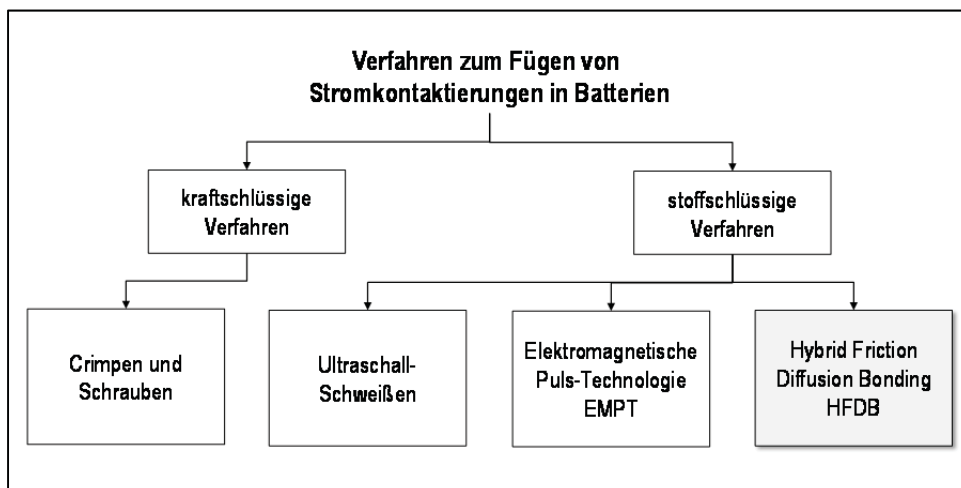 Verfahren zum Fügen von
Stromkontaktierungen in Batterien
kraftschlüssige
Verfahren
stoffschlüssige
Verfahren
Crimpen und
Schrauben
Ultraschall-
Schweißen
Elektromagnetische
Puls-Technologie
EMPT
Hybrid Friction
Diffusion Bonding
HFDB